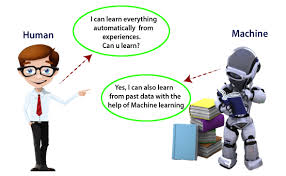 Human
I can learn everything
automatically from
experiences.
Can u learn?
Machine
Yes, I can also learn
from past data with the
help of Machine learning